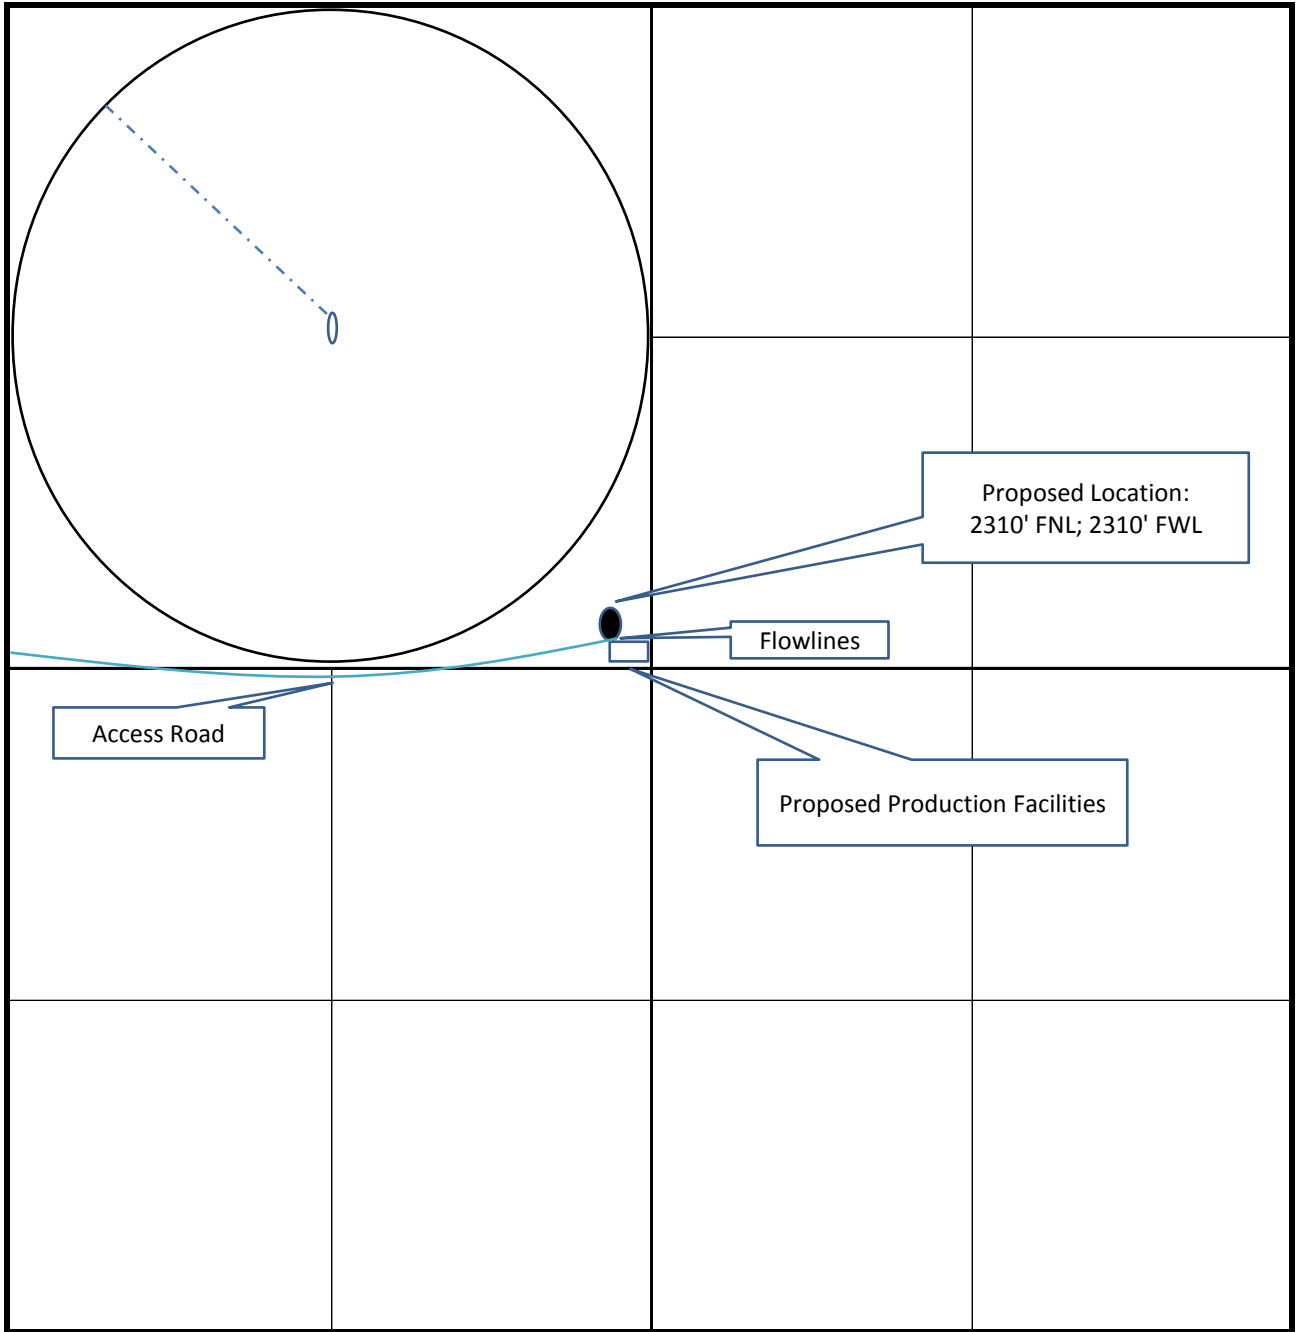 Proposed Location:
2310' FNL; 2310' FWL
Flowlines
Access Road
Proposed Production Facilities